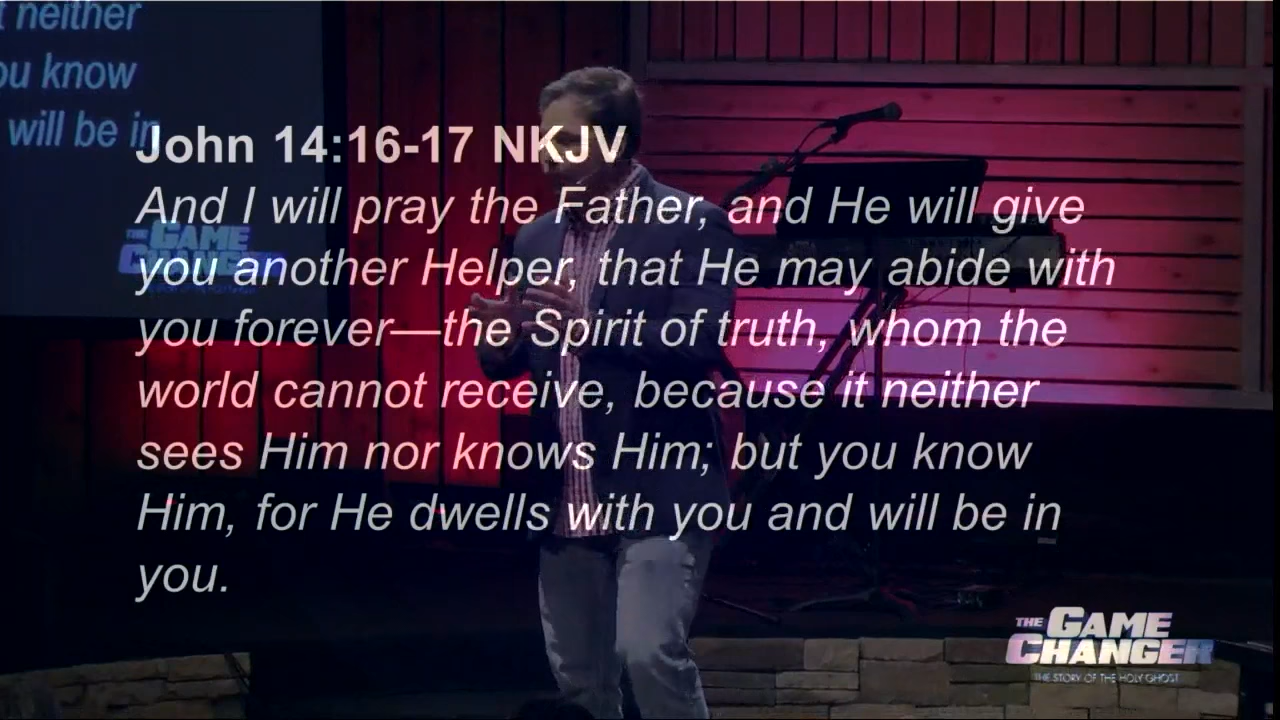 t neither
ou know
will be in
John 14:16-17 NKJV
And I will pray the Father, and He will give
you another Helper, that He may abide with
you forever—the Spirit of truth, whom the
world cannot receive, because it neither
sees Him nor knows Him; but you know
Him, for He dwells with you and will be in
you.
THE GAME
CHANGER
THE GAME
CHANGER
THE STORY OF THE HOLY GHOST